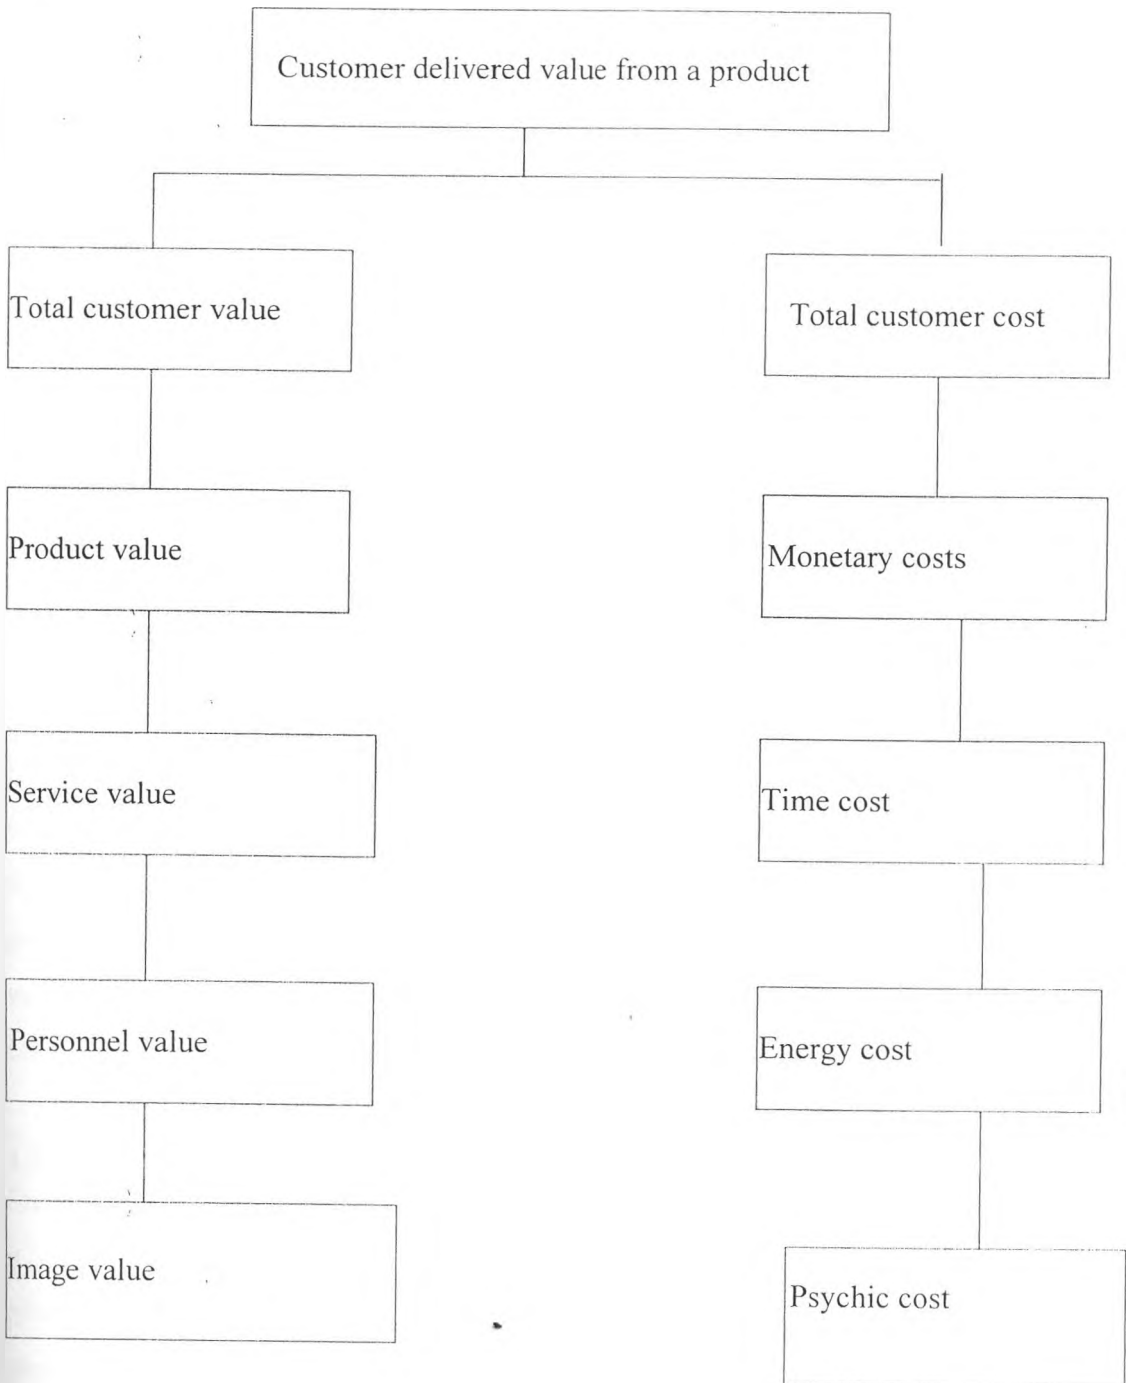 Customer delivered value from a product
Total customer value
Total customer cost
Product value
Monetary costs
Service value
Time cost
Personnel value
Energy cost
Image value
Psychic cost